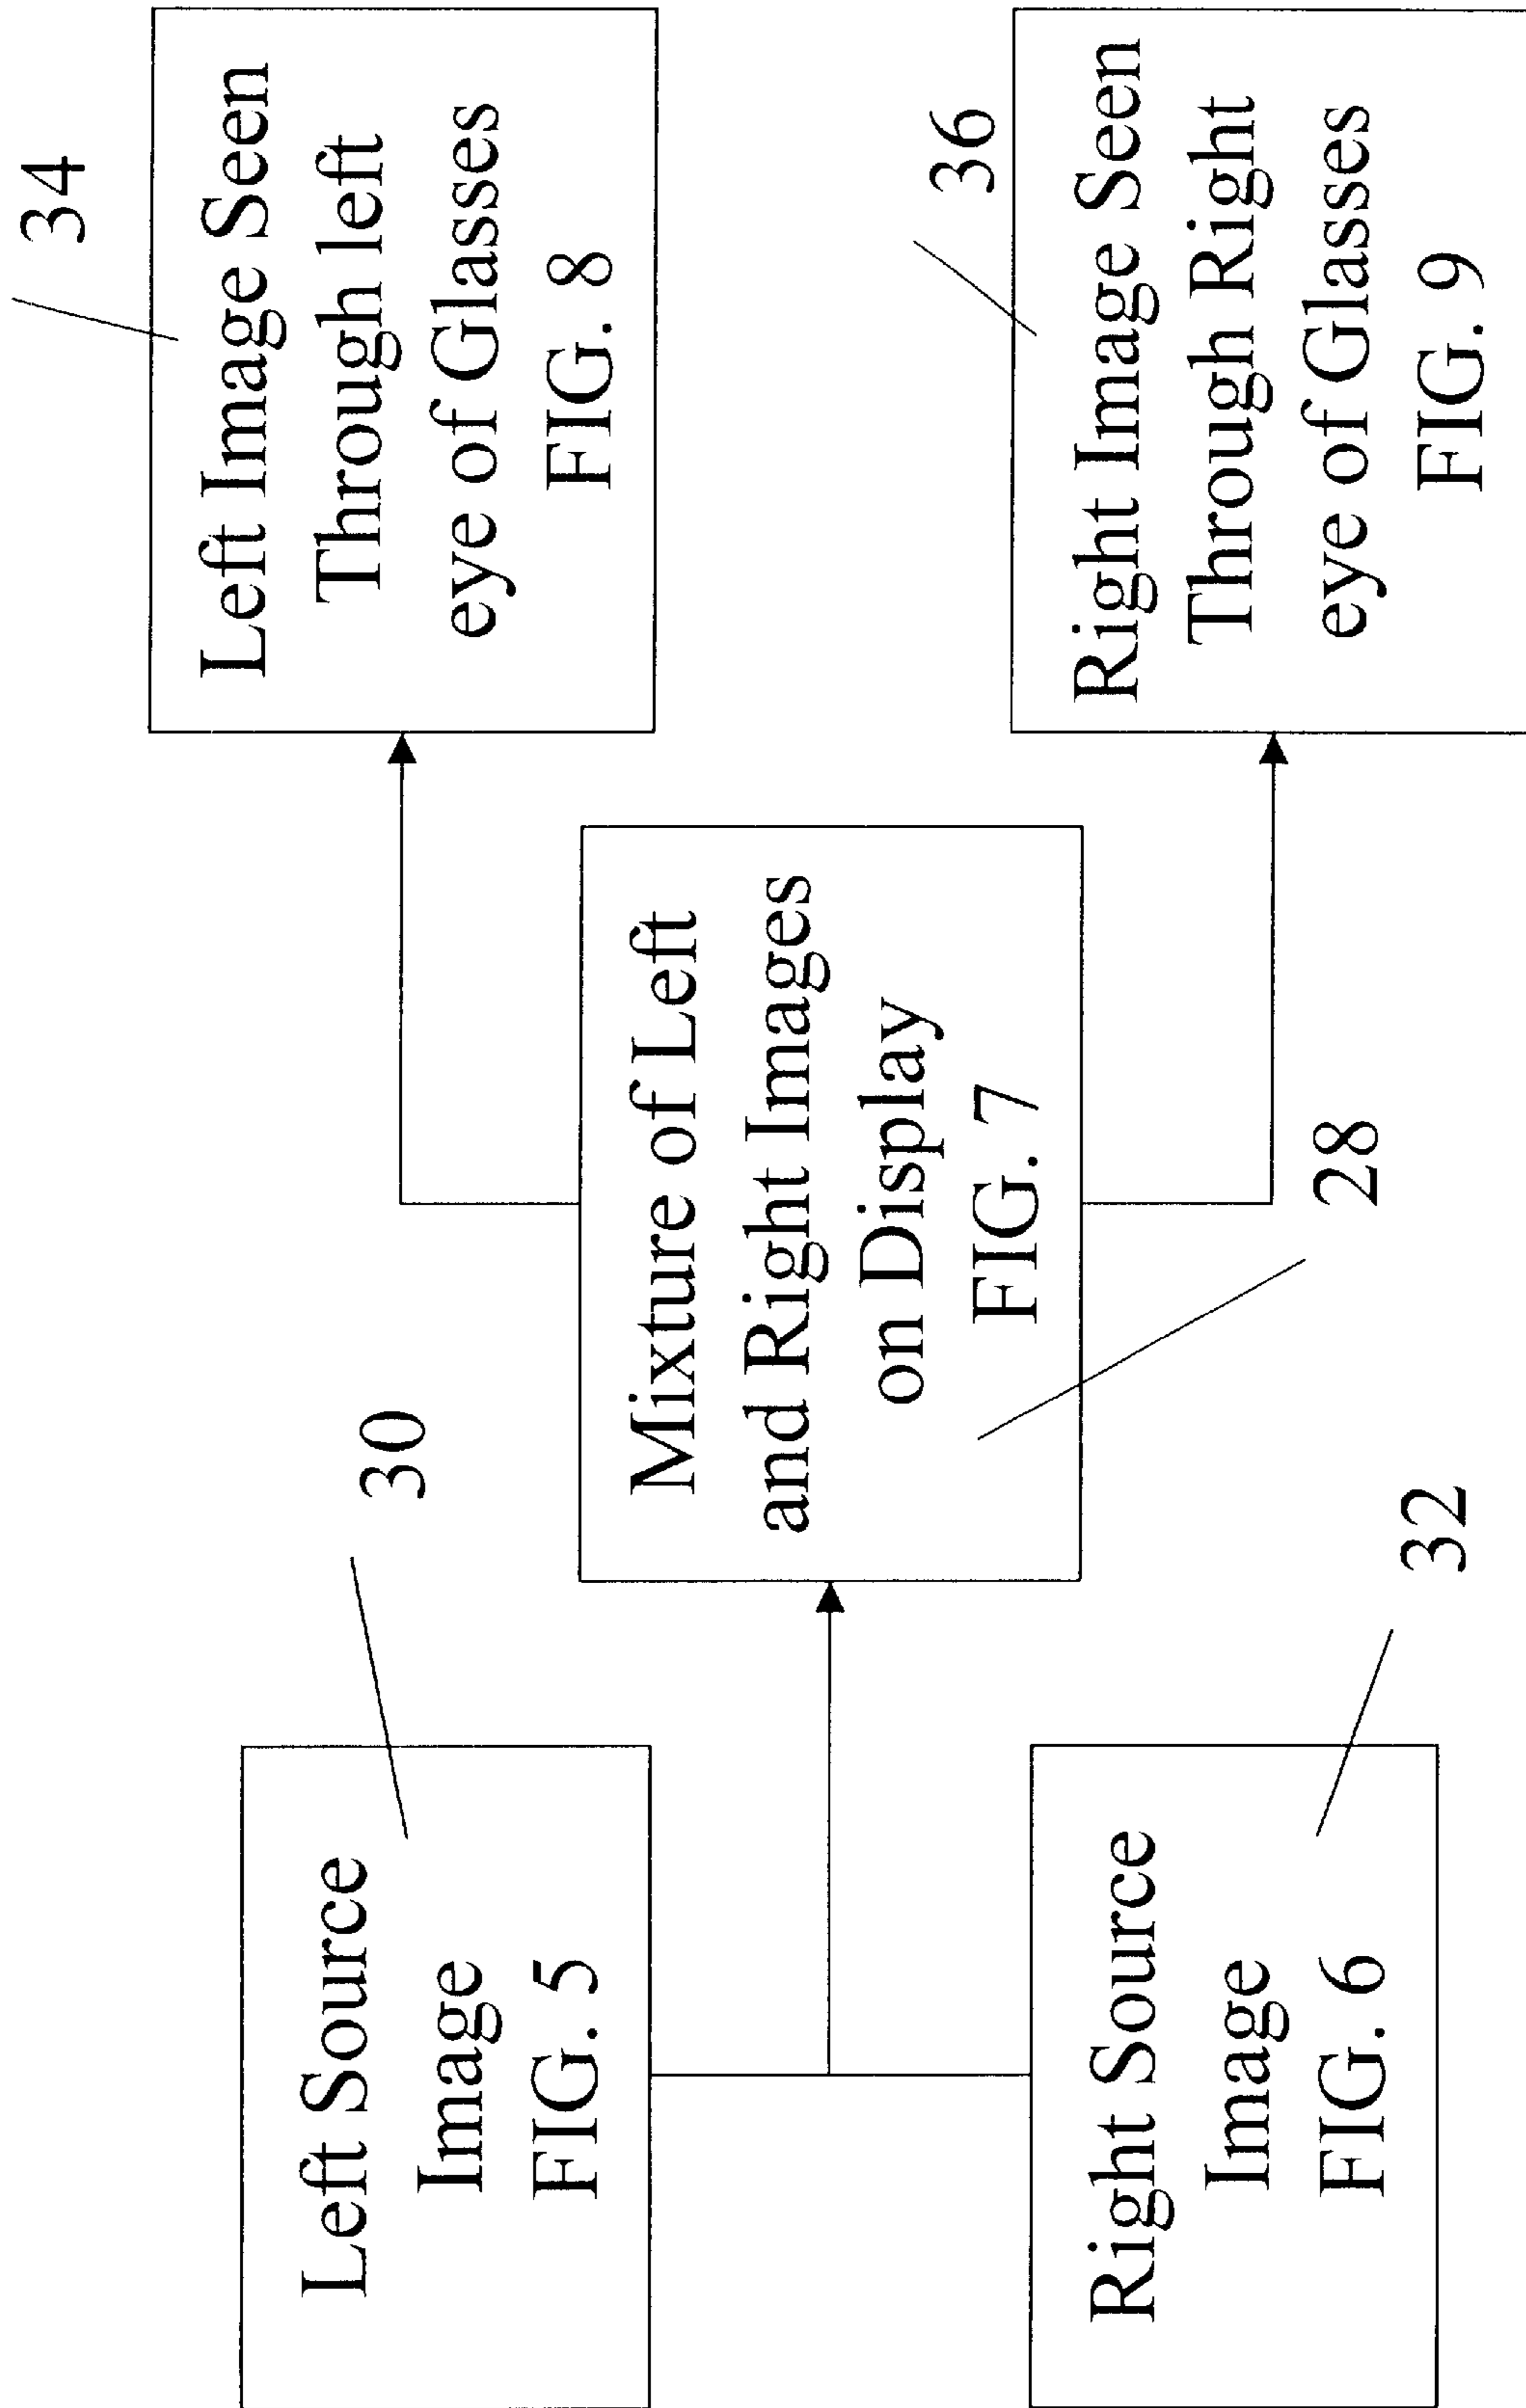 Left Source
Image
FIG. 5
30
Right Source
Image
FIG. 6
32
Mixture of Left
and Right Images
on Display
FIG. 7
28
Left Image Seen
Through left
eye of Glasses
FIG. 8
34
Right Image Seen
Through Right
eye of Glasses
FIG. 9
36